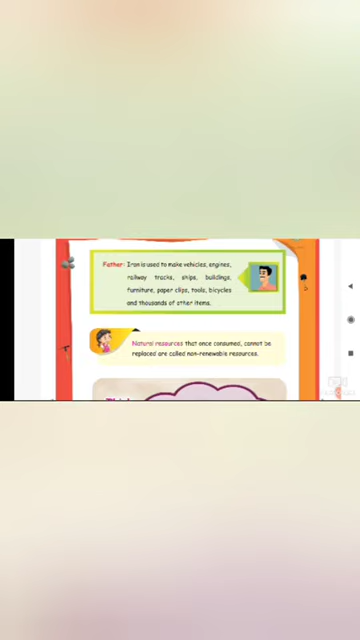 Father: Iron is used to make vehicles, engines,
railway tracks, ships, buildings,
furniture, paper clips, tools, bicycles
and thousands of other items.
Natural resources that once consumed, cannot be
replaced are called non-renewable resources.